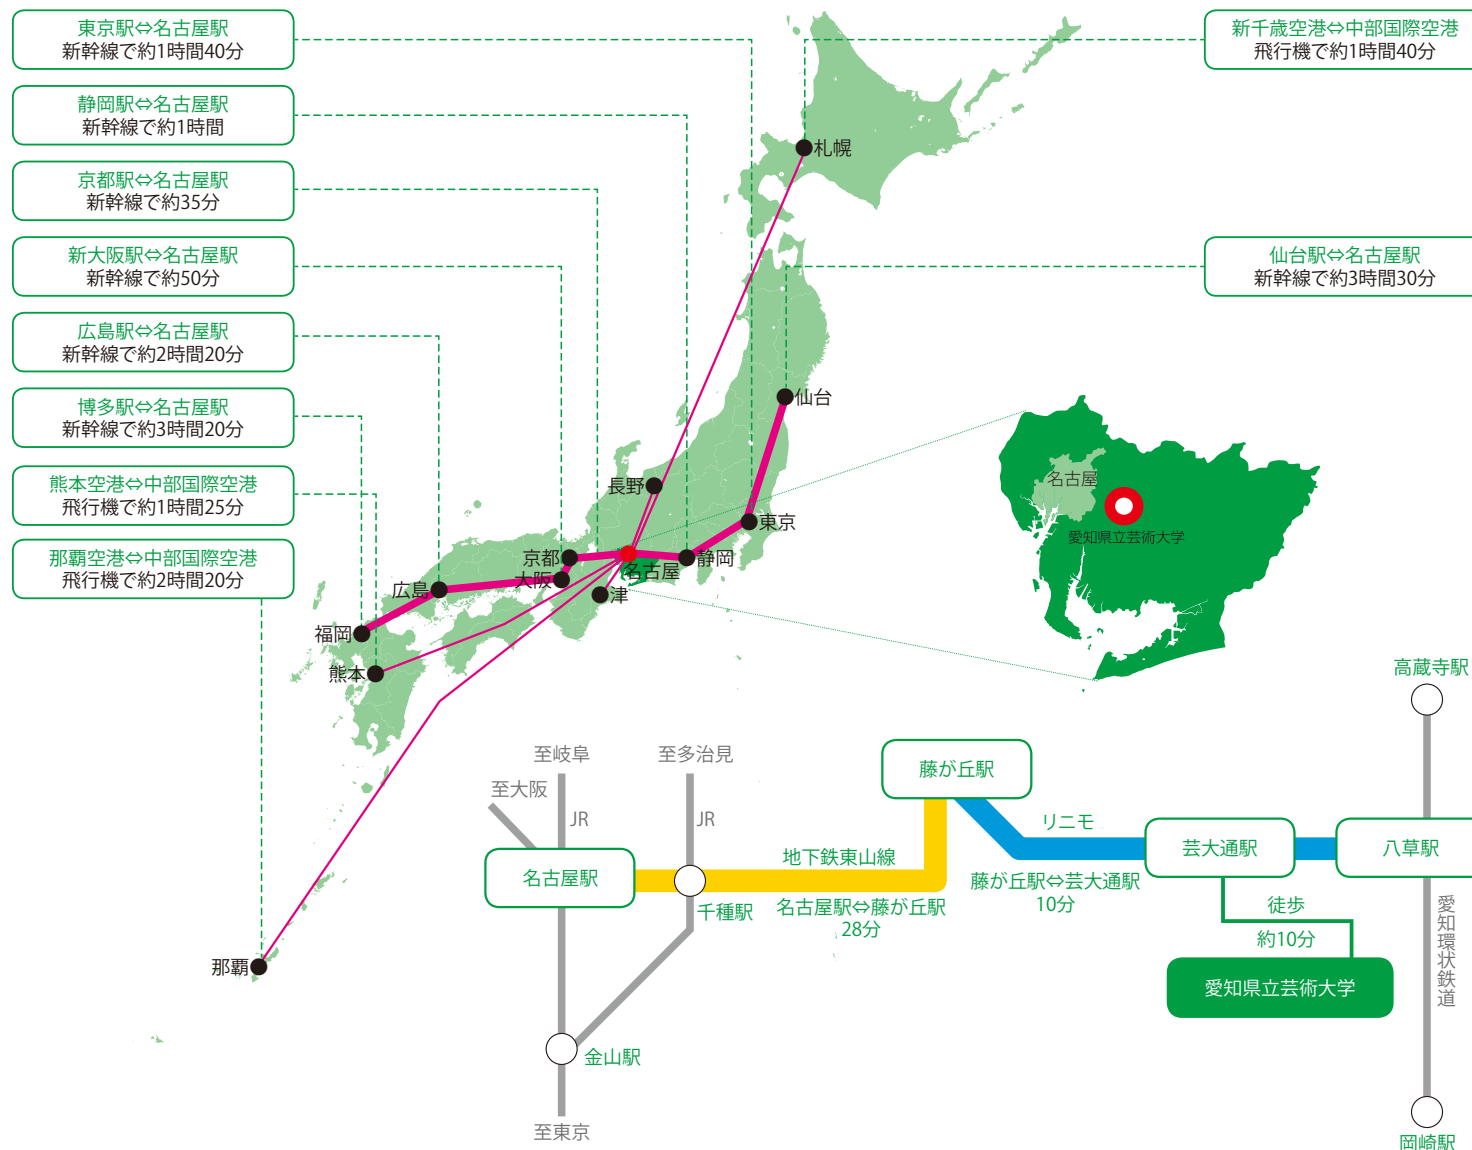 東京駅⇔名古屋駅
新幹線で約1時間40分
静岡駅⇔名古屋駅
新幹線で約1時間
京都駅⇔名古屋駅
新幹線で約35分
新大阪駅⇔名古屋駅
新幹線で約50分
広島駅⇔名古屋駅
新幹線で約2時間20分
博多駅⇔名古屋駅
新幹線で約3時間20分
熊本空港⇔中部国際空港
飛行機で約1時間25分
那覇空港⇔中部国際空港
飛行機で約2時間20分
新千歳空港⇔中部国際空港
飛行機で約1時間40分
仙台駅⇔名古屋駅
新幹線で約3時間30分
札幌
仙台
長野
東京
京都
名古屋
静岡
大阪
広島
津
福岡
熊本
那覇
名古屋
愛知県立芸術大学
至岐阜
至多治見
至大阪
JR
JR
名古屋駅
千種駅
金山駅
至東京
地下鉄東山線
名古屋駅⇔藤が丘駅
28分
藤が丘駅
リニモ
藤が丘駅⇔芸大通駅
10分
芸大通駅
八草駅
徒歩
約10分
愛知県立芸術大学
高蔵寺駅
愛知環状鉄道
岡崎駅